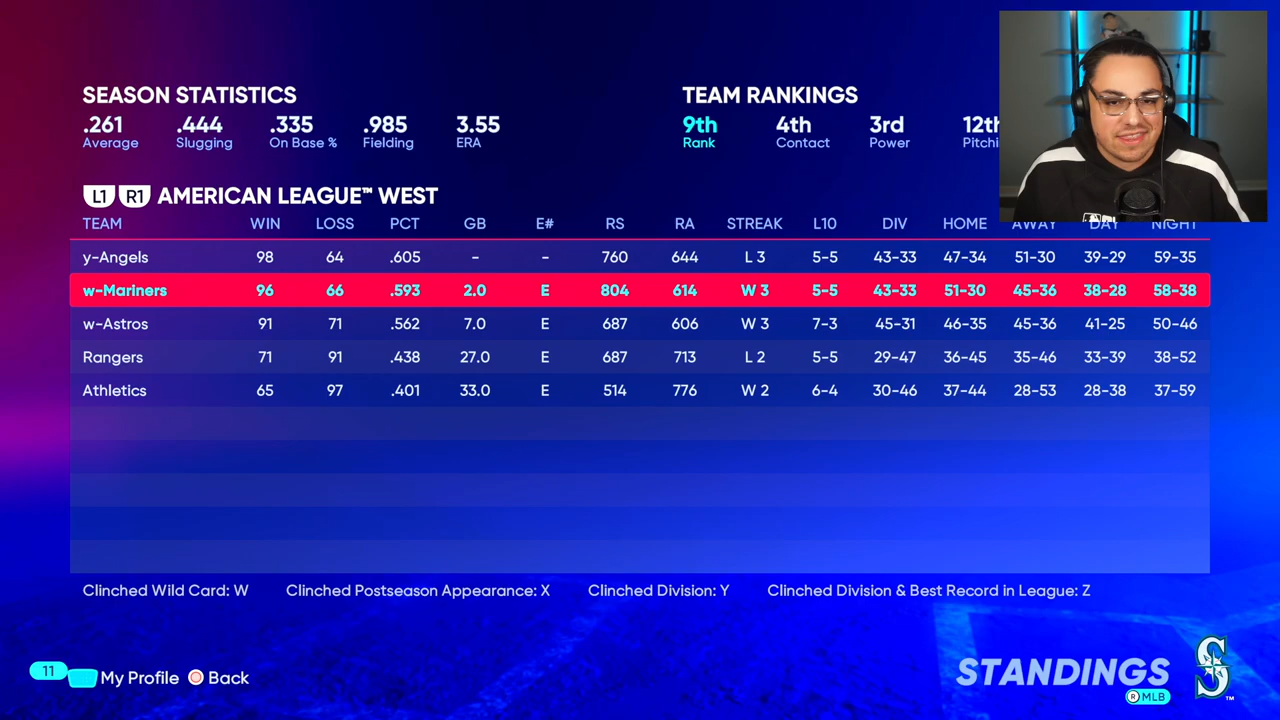 SEASON STATISTICS
.261 .444 .335 .985 3.55
Average Slugging On Base % Fielding ERA
TEAM RANKINGS
9th 4th 3rd 12th
Rank Contact Power
L1 R1 AMERICAN LEAGUE™ WEST
TEAM WIN LOSS PCT GB E# RS RA STREAK L10 DIV HOME AWAY DAY NIGHT
y-Angels 98 64 .605 - - 760 644 L 3 5-5 43-33 47-34 51-30 39-29 59-35
w-Mariners 96 66 .593 2.0 E 804 614 W 3 5-5 43-33 51-30 45-36 38-28 58-38
w-Astros 91 71 .562 7.0 E 687 606 W 3 7-3 45-31 46-35 45-36 41-25 50-46
Rangers 71 91 .438 27.0 E 687 713 L 2 5-5 29-47 36-45 35-46 33-39 38-52
Athletics 65 97 .401 33.0 E 514 776 W 2 6-4 30-46 37-44 28-53 28-38 37-59
Clinched Wild Card: W Clinched Postseason Appearance: X Clinched Division: Y Clinched Division & Best Record in League: Z
11 My Profile Back
STANDINGS S ™
R MLB